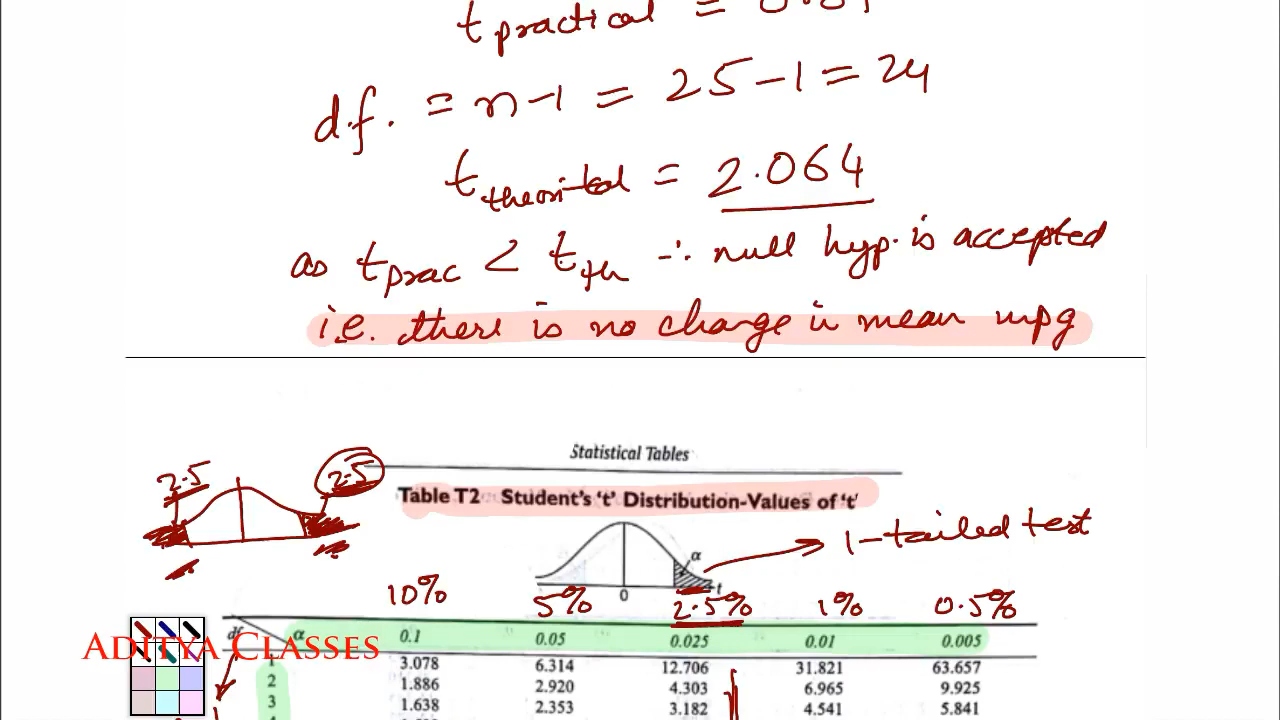 t practical =
d.f. = n-1 = 25-1 = 24
t theoritcal = 2.064
as t prac < t th ∴ null hyp. is accepted
i.e. there is no change in mean mpg
Statistical Tables
2.5 2.5
Table T2 Student's 't' Distribution-Values of 't'
1-tailed test
α
0 t
10% 5% 2.5% 1% 0.5%
df α 0.1 0.05 0.025 0.01 0.005
ADITYA CLASSES
1 3.078 6.314 12.706 31.821 63.657
2 1.886 2.920 4.303 6.965 9.925
3 1.638 2.353 3.182 4.541 5.841